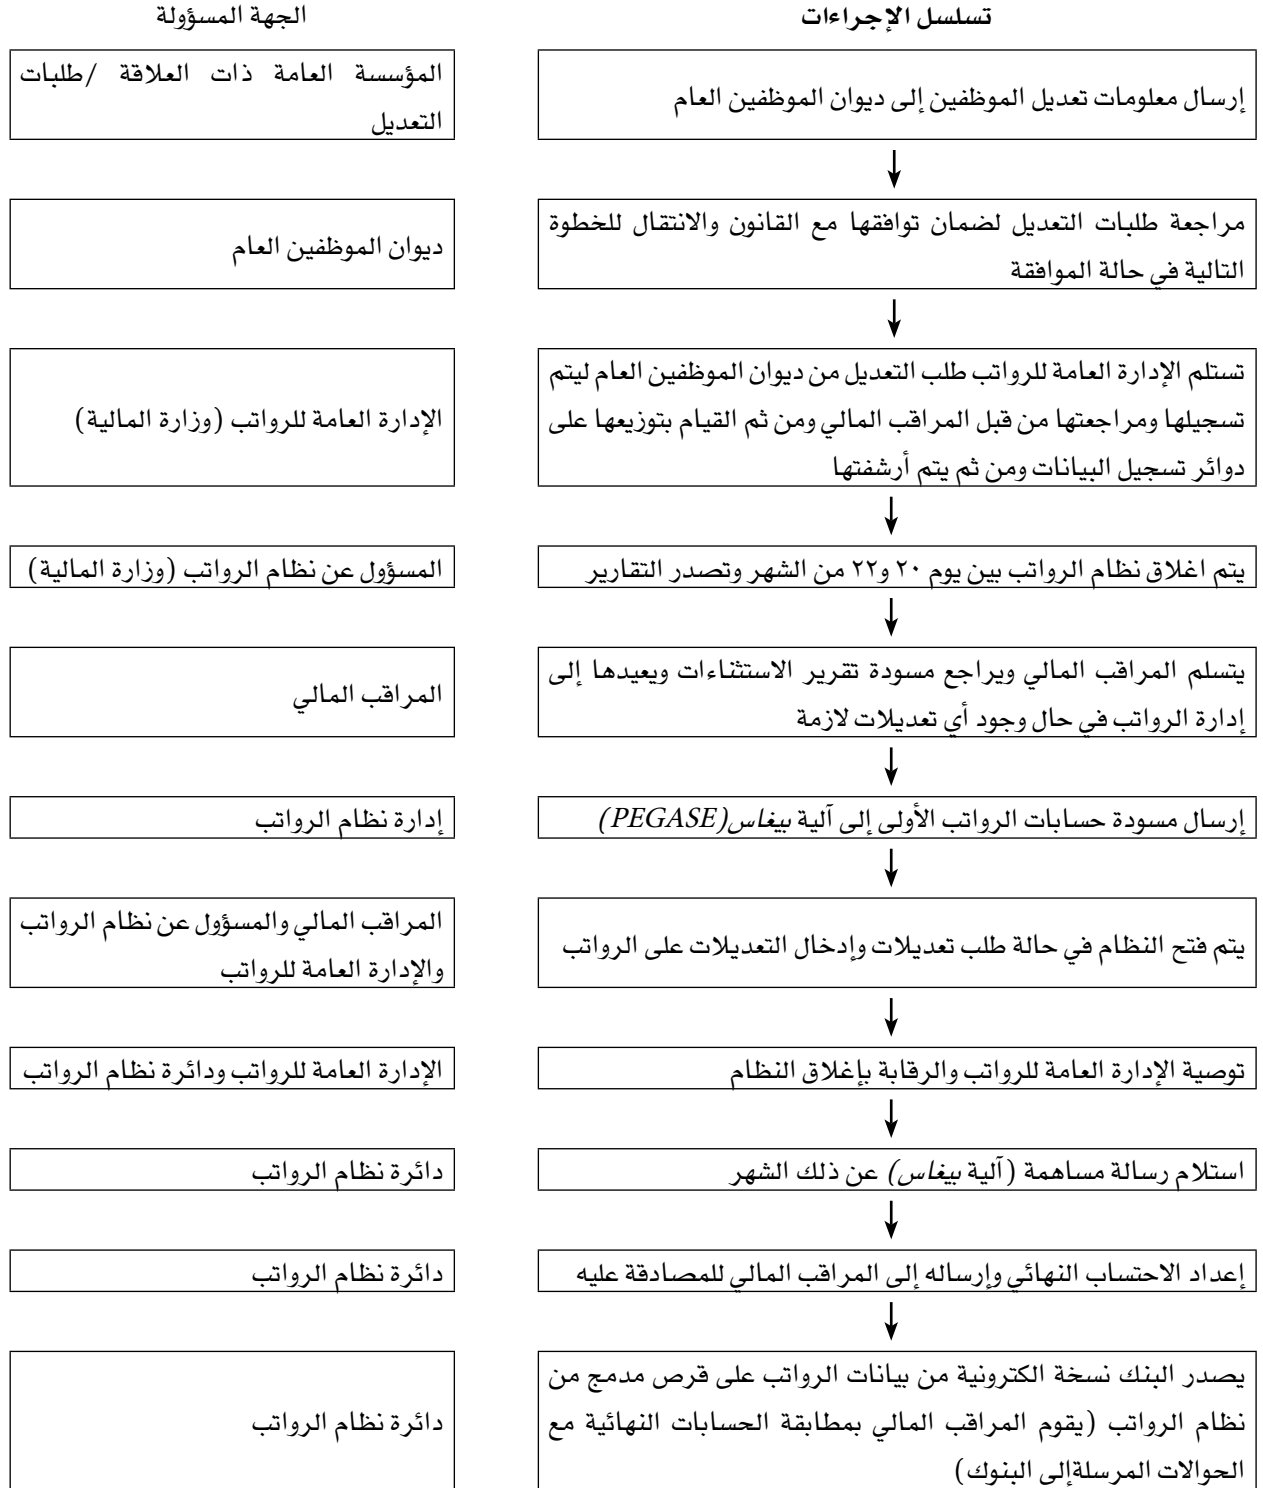 تسلسل الإجراءات
الجهة المسؤولة
إرسال معلومات تعديل الموظفين إلى ديوان الموظفين العام
المؤسسة العامة ذات العلاقة /طلبات
التعديل
مراجعة طلبات التعديل لضمان توافقها مع القانون والانتقال للخطوة
التالية في حالة الموافقة
ديوان الموظفين العام
تستلم الإدارة العامة للرواتب طلب التعديل من ديوان الموظفين العام ليتم
تسجيلها ومراجعتها من قبل المراقب المالي ومن ثم القيام بتوزيعها على
دوائر تسجيل البيانات ومن ثم يتم أرشفتها
الإدارة العامة للرواتب (وزارة المالية)
يتم اغلاق نظام الرواتب بين يوم ٢٠ و٢٢ من الشهر وتصدر التقارير
المسؤول عن نظام الرواتب (وزارة المالية)
يتسلم المراقب المالي ويراجع مسودة تقرير الاستثناءات ويعيدها إلى
إدارة الرواتب في حال وجود أي تعديلات لازمة
المراقب المالي
إرسال مسودة حسابات الرواتب الأولى إلى آلية بيغاس(PEGASE)
إدارة نظام الرواتب
يتم فتح النظام في حالة طلب تعديلات وإدخال التعديلات على الرواتب
المراقب المالي والمسؤول عن نظام الرواتب
والإدارة العامة للرواتب
توصية الإدارة العامة للرواتب والرقابة بإغلاق النظام
الإدارة العامة للرواتب ودائرة نظام الرواتب
استلام رسالة مساهمة (آلية بيغاس) عن ذلك الشهر
دائرة نظام الرواتب
إعداد الاحتساب النهائي وإرساله إلى المراقب المالي للمصادقة عليه
دائرة نظام الرواتب
يصدر البنك نسخة الكترونية من بيانات الرواتب على قرص مدمج من
نظام الرواتب (يقوم المراقب المالي بمطابقة الحسابات النهائية مع
الحوالات المرسلةإلى البنوك)
دائرة نظام الرواتب